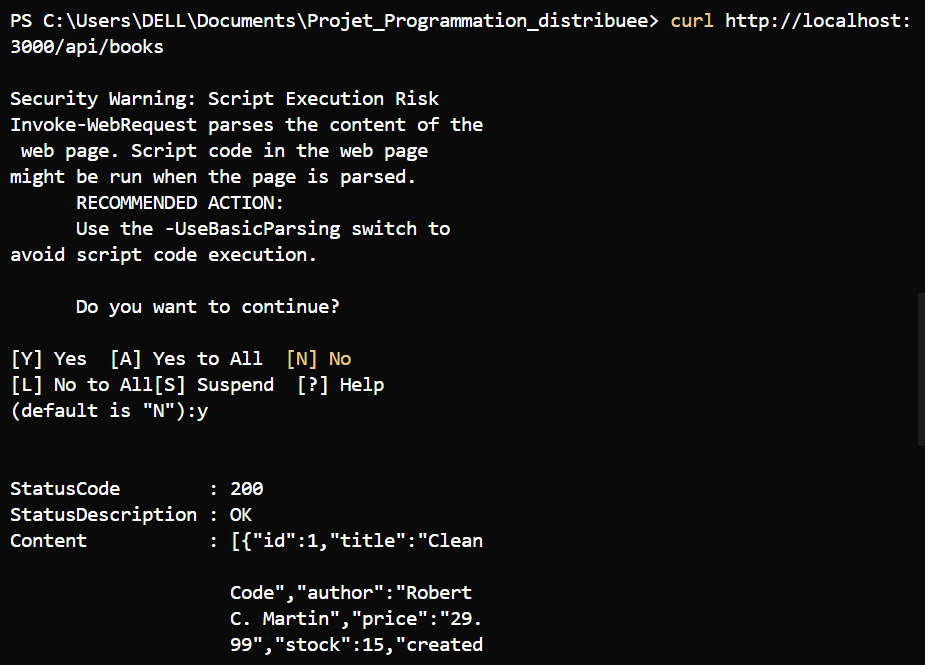 PS C:\Users\DELL\Documents\Projet_Programmation_distribuee> curl http://localhost:
3000/api/books
Security Warning: Script Execution Risk
Invoke-WebRequest parses the content of the
 web page. Script code in the web page
might be run when the page is parsed.
      RECOMMENDED ACTION:
      Use the -UseBasicParsing switch to
avoid script code execution.
      Do you want to continue?
[Y] Yes  [A] Yes to All  [N] No
[L] No to All[S] Suspend  [?] Help
(default is "N"):y
StatusCode        : 200
StatusDescription : OK
Content           : [{"id":1,"title":"Clean
                    Code","author":"Robert
                    C. Martin","price":"29.
                    99","stock":15,"created